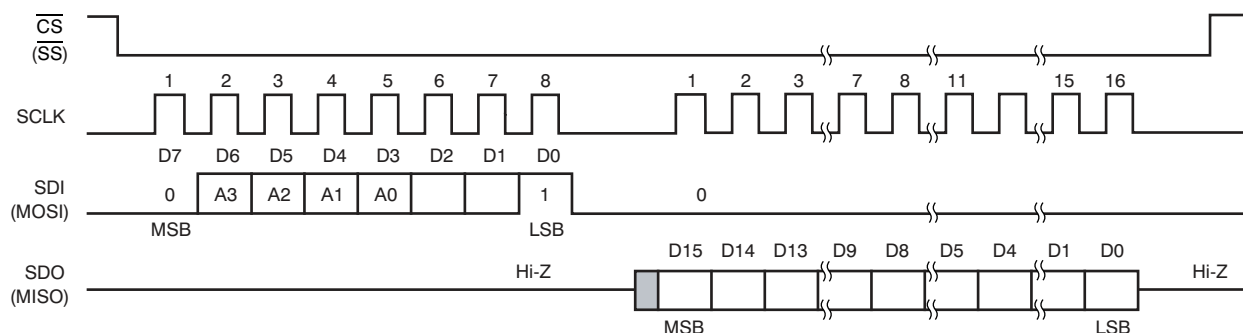 CS
(SS)
1 2 3 4 5 6 7 8 1 2 3 7 8 11 15 16
SCLK
D7 D6 D5 D4 D3 D2 D1 D0
SDI
(MOSI)
0 A3 A2 A1 A0 1 0
MSB LSB
D15 D14 D13 D9 D8 D5 D4 D1 D0
SDO
(MISO)
Hi-Z Hi-Z
MSB LSB